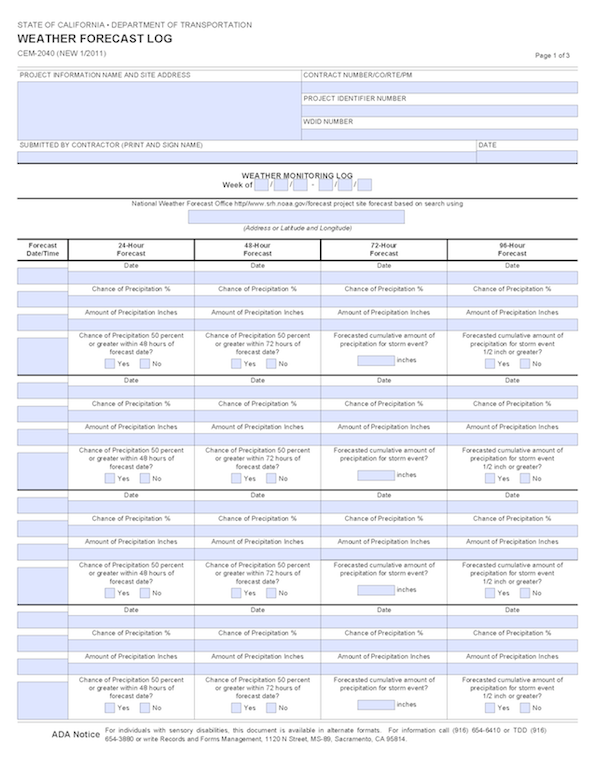 STATE OF CALIFORNIA • DEPARTMENT OF TRANSPORTATION
WEATHER FORECAST LOG
CEM-2040 (NEW 1/2011)
Page 1 of 3
PROJECT INFORMATION NAME AND SITE ADDRESS
CONTRACT NUMBER/CO/RTE/PM
PROJECT IDENTIFIER NUMBER
WDID NUMBER
SUBMITTED BY CONTRACTOR (PRINT AND SIGN NAME)
DATE
WEATHER MONITORING LOG
Week of / / - / /
National Weather Forecast Office http//www.srh.noaa.gov/forecast project site forecast based on search using
(Address or Latitude and Longitude)
Forecast Date/Time
24-Hour Forecast
48-Hour Forecast
72-Hour Forecast
96-Hour Forecast
Date Date Date Date
Chance of Precipitation % Chance of Precipitation % Chance of Precipitation % Chance of Precipitation %
Amount of Precipitation Inches Amount of Precipitation Inches Amount of Precipitation Inches Amount of Precipitation Inches
Chance of Precipitation 50 percent Chance of Precipitation 50 percent Forecasted cumulative amount of Forecasted cumulative amount of
or greater within 48 hours of or greater within 72 hours of precipitation for storm event? precipitation for storm event
forecast date? forecast date? 1/2 inch or greater?
Yes No Yes No inches Yes No
Date Date Date Date
Chance of Precipitation % Chance of Precipitation % Chance of Precipitation % Chance of Precipitation %
Amount of Precipitation Inches Amount of Precipitation Inches Amount of Precipitation Inches Amount of Precipitation Inches
Chance of Precipitation 50 percent Chance of Precipitation 50 percent Forecasted cumulative amount of Forecasted cumulative amount of
or greater within 48 hours of or greater within 72 hours of precipitation for storm event? precipitation for storm event
forecast date? forecast date? 1/2 inch or greater?
Yes No Yes No inches Yes No
Date Date Date Date
Chance of Precipitation % Chance of Precipitation % Chance of Precipitation % Chance of Precipitation %
Amount of Precipitation Inches Amount of Precipitation Inches Amount of Precipitation Inches Amount of Precipitation Inches
Chance of Precipitation 50 percent Chance of Precipitation 50 percent Forecasted cumulative amount of Forecasted cumulative amount of
or greater within 48 hours of or greater within 72 hours of precipitation for storm event? precipitation for storm event
forecast date? forecast date? 1/2 inch or greater?
Yes No Yes No inches Yes No
Date Date Date Date
Chance of Precipitation % Chance of Precipitation % Chance of Precipitation % Chance of Precipitation %
Amount of Precipitation Inches Amount of Precipitation Inches Amount of Precipitation Inches Amount of Precipitation Inches
Chance of Precipitation 50 percent Chance of Precipitation 50 percent Forecasted cumulative amount of Forecasted cumulative amount of
or greater within 48 hours of or greater within 72 hours of precipitation for storm event? precipitation for storm event
forecast date? forecast date? 1/2 inch or greater?
Yes No Yes No inches Yes No
ADA Notice For individuals with sensory disabilities, this document is available in alternate formats. For information call (916) 654-6410 or TDD (916)
654-3880 or write Records and Forms Management, 1120 N Street, MS-89, Sacramento, CA 95814.